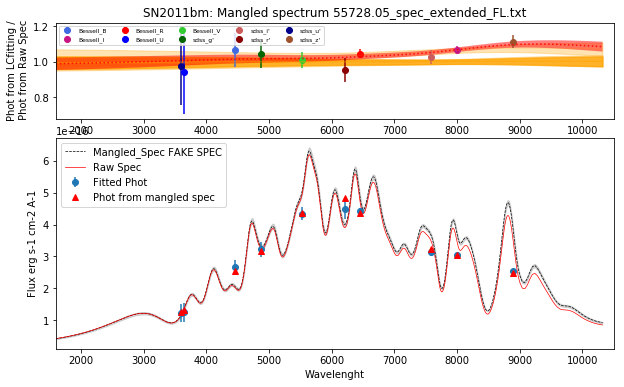 SN2011bm: Mangled spectrum 55728.05_spec_extended_FL.txt
Phot from LCfitting /
Phot from Raw Spec
1.2
1.0
0.8
Bessell_B Bessell_R Bessell_V sdss_i' sdss_u'
Bessell_I Bessell_U sdss_g' sdss_r' sdss_z'
2000 3000 4000 5000 6000 7000 8000 9000 10000
1e−16
Flux erg s-1 cm-2 A-1
6
5
4
3
2
1
Mangled_Spec FAKE SPEC
Raw Spec
Fitted Phot
Phot from mangled spec
2000 3000 4000 5000 6000 7000 8000 9000 10000
Wavelenght